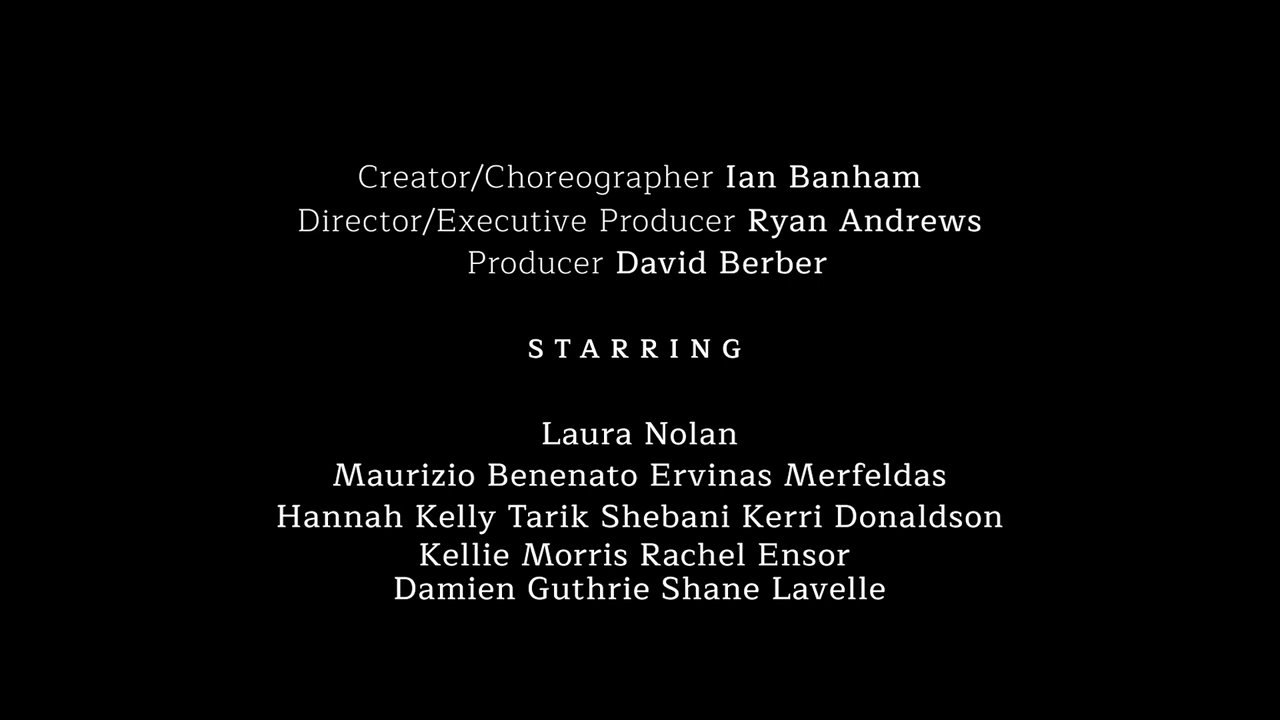 Creator/Choreographer Ian Banham
Director/Executive Producer Ryan Andrews
Producer David Berber
STARRING
Laura Nolan
Maurizio Benenato Ervinas Merfeldas
Hannah Kelly Tarik Shebani Kerri Donaldson
Kellie Morris Rachel Ensor
Damien Guthrie Shane Lavelle